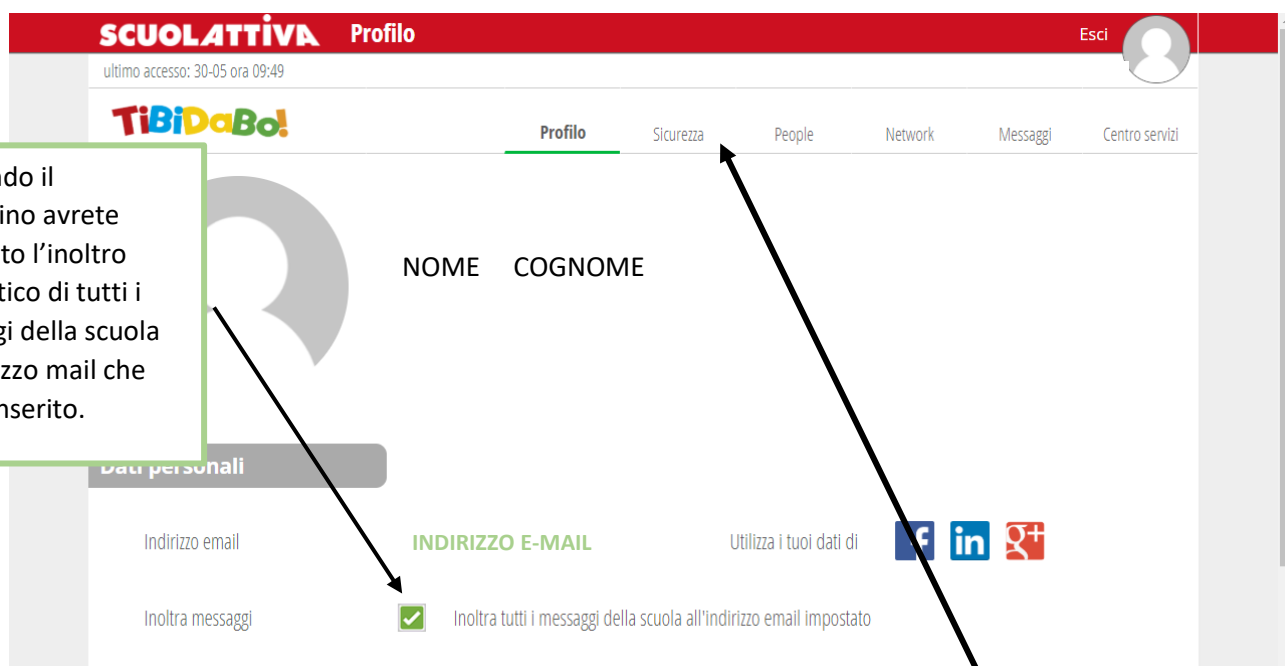 SCUOLATTIVA Profilo Esci
ultimo accesso: 30-05 ora 09:49
TiBiDaBo!
Profilo Sicurezza People Network Messaggi Centro servizi
do il
ino avrete
to l’inoltro
tico di tutti i
gi della scuola
zzo mail che
nserito.
NOME COGNOME
Dati personali
Indirizzo email INDIRIZZO E-MAIL Utilizza i tuoi dati di f in g+
Inoltra messaggi Inoltra tutti i messaggi della scuola all'indirizzo email impostato